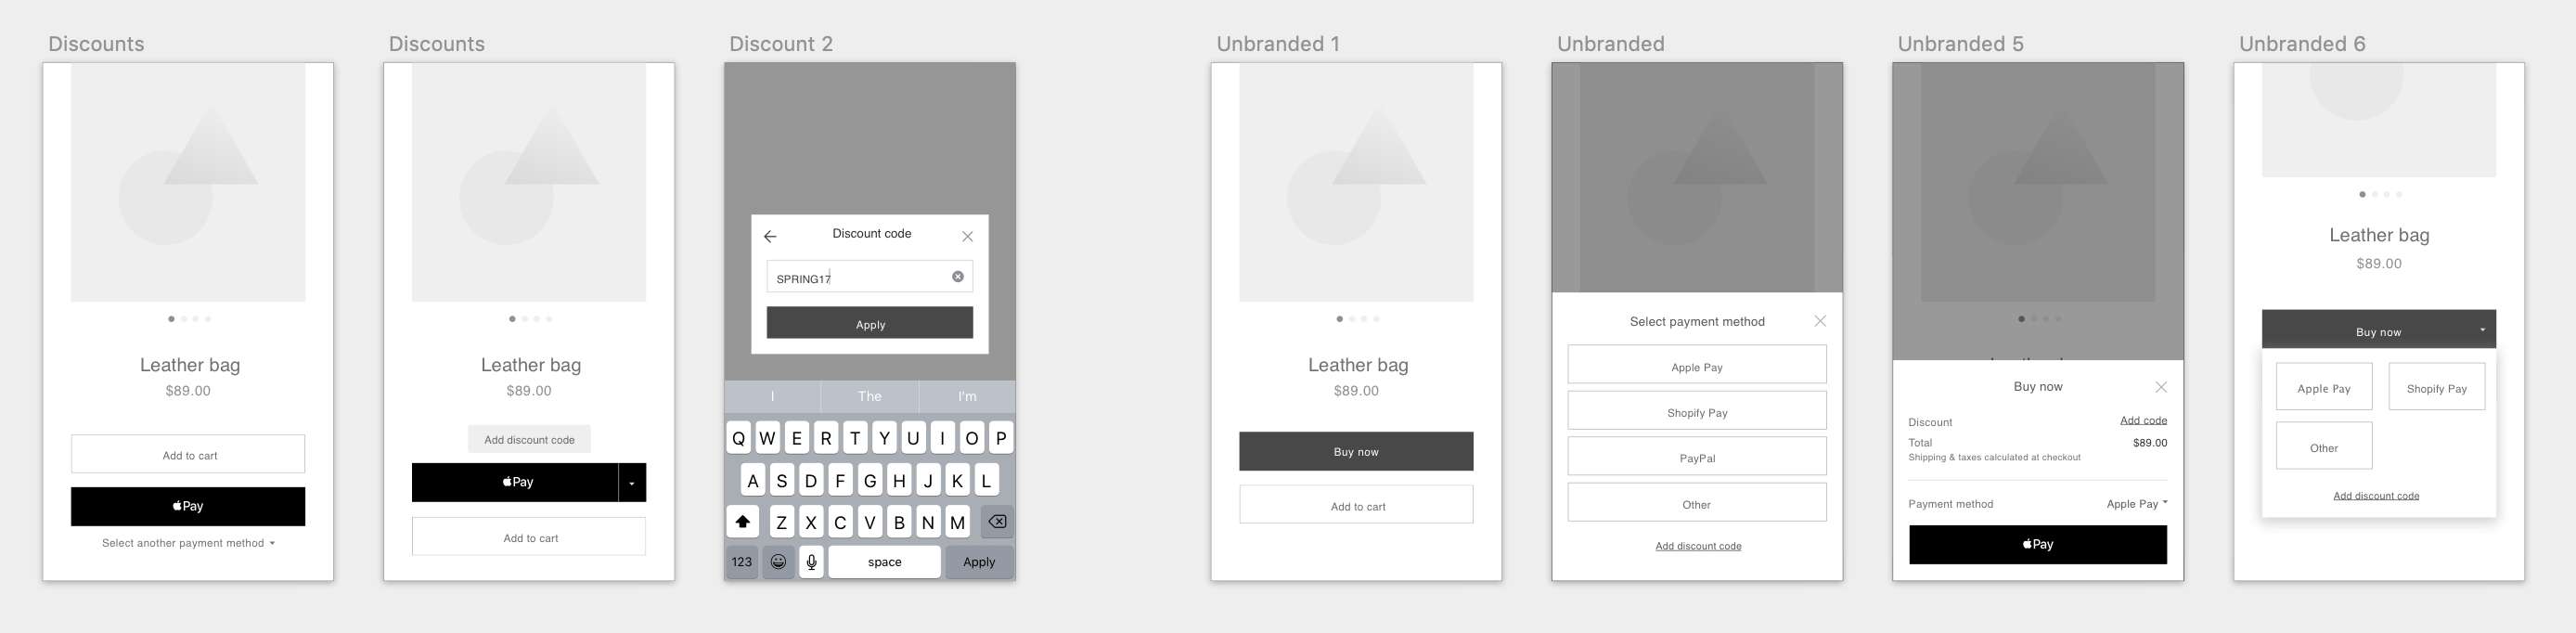 Discounts
Leather bag
$89.00
Add to cart
Pay
Select another payment method
Discounts
Leather bag
$89.00
Add discount code
Pay
Add to cart
Discount 2
Discount code
SPRING17
Apply
I The I'm
Q W E R T Y U I O P
A S D F G H J K L
Z X C V B N M
123 space Apply
Unbranded 1
Leather bag
$89.00
Buy now
Add to cart
Unbranded
Select payment method
Apple Pay
Shopify Pay
PayPal
Other
Add discount code
Unbranded 5
Buy now
Discount Add code
Total $89.00
Shipping & taxes calculated at checkout
Payment method Apple Pay
Pay
Unbranded 6
Leather bag
$89.00
Buy now
Apple Pay Shopify Pay
Other
Add discount code